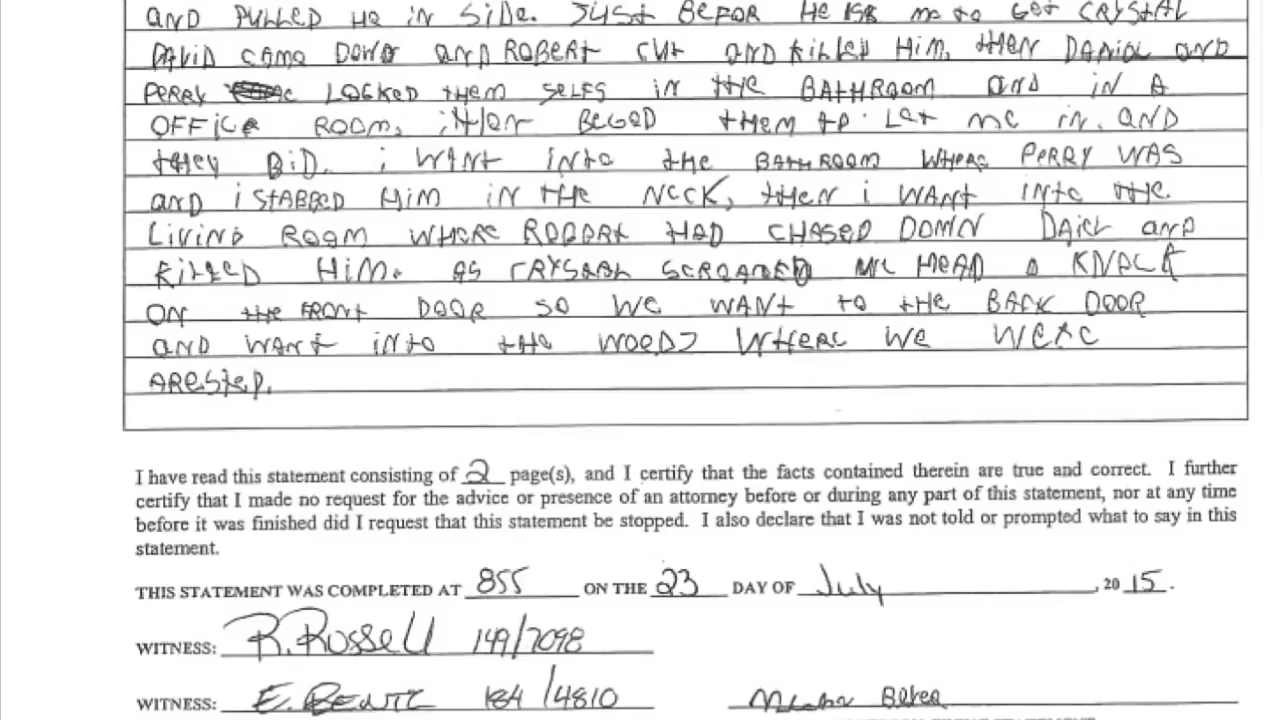 AND PULLED HE IN SiDe. JUST BEFOR HE me to GeT CRYSTAL
DAViD CAME DOWN AND ROBERT CUT AND KillED HiM, tHEN DANiOL AND
PERRY LOCKED tHEM SELFS iN tHE BATHROOM AND iN A
OFFiCe ROOM, i tHeN BEGED tHEM to LET me iN. AND
tHEY DiD. i WANT iNto tHe BATHROOM WHERE PERRY WAS
AND i STABBED HiM iN tHE NECK, tHEN i WANT iNto tHE
LiViNG ROOM WHERE ROBERT HAD CHASED DOWN AND
KiLLED HiM. AS SCREAMED HEAD A KNACK
ON tHe FRONt DOOR SO WE WANt to tHe BACK DOOR
AND WANt iNto tHE WOODS WHERE WE WERE
ARESteD.
I have read this statement consisting of 2 page(s), and I certify that the facts contained therein are true and correct. I further
certify that I made no request for the advice or presence of an attorney before or during any part of this statement, nor at any time
before it was finished did I request that this statement be stopped. I also declare that I was not told or prompted what to say in this
statement.
THIS STATEMENT WAS COMPLETED AT 855 ON THE 23 DAY OF July, 20 15.
WITNESS: R. Russell 149/7098
WITNESS: E. 184/4810